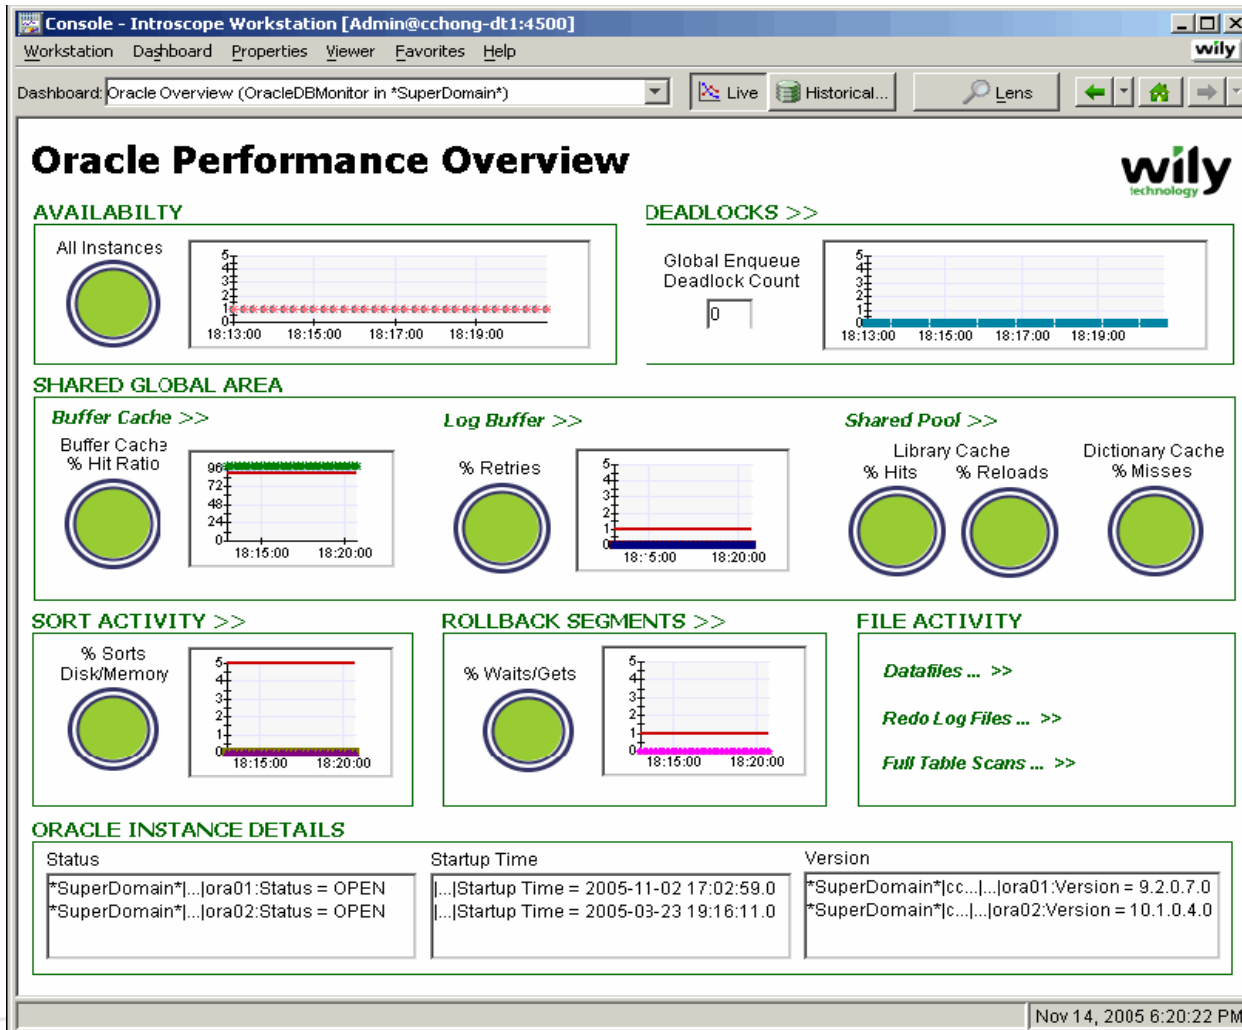 Console - Introscope Workstation [Admin@cchong-dt1:4500]
Workstation Dashboard Properties Viewer Favorites Help
wily
Dashboard: Oracle Overview (OracleDBMonitor in *SuperDomain*)
Live
Historical...
Lens
Oracle Performance Overview
wily
technology
AVAILABILTY
All Instances
5
4
3
2
1
0
18:13:00 18:15:00 18:17:00 18:19:00
DEADLOCKS >>
Global Enqueue
Deadlock Count
0
5
4
3
2
1
0
18:13:00 18:15:00 18:17:00 18:19:00
SHARED GLOBAL AREA
Buffer Cache >>
Buffer Cache
% Hit Ratio
96
72
48
24
0
18:15:00 18:20:00
Log Buffer >>
% Retries
5
4
3
2
1
0
18:15:00 18:20:00
Shared Pool >>
Library Cache
% Hits % Reloads
Dictionary Cache
% Misses
SORT ACTIVITY >>
% Sorts
Disk/Memory
5
4
3
2
1
0
18:15:00 18:20:00
ROLLBACK SEGMENTS >>
% Waits/Gets
5
4
3
2
1
0
18:15:00 18:20:00
FILE ACTIVITY
Datafiles ... >>
Redo Log Files ... >>
Full Table Scans ... >>
ORACLE INSTANCE DETAILS
Status
*SuperDomain*|...|ora01:Status = OPEN
*SuperDomain*|...|ora02:Status = OPEN
Startup Time
|...|Startup Time = 2005-11-02 17:02:59.0
|...|Startup Time = 2005-03-23 19:16:11.0
Version
*SuperDomain*|cc...|...|ora01:Version = 9.2.0.7.0
*SuperDomain*|c...|...|ora02:Version = 10.1.0.4.0
Nov 14, 2005 6:20:22 PM